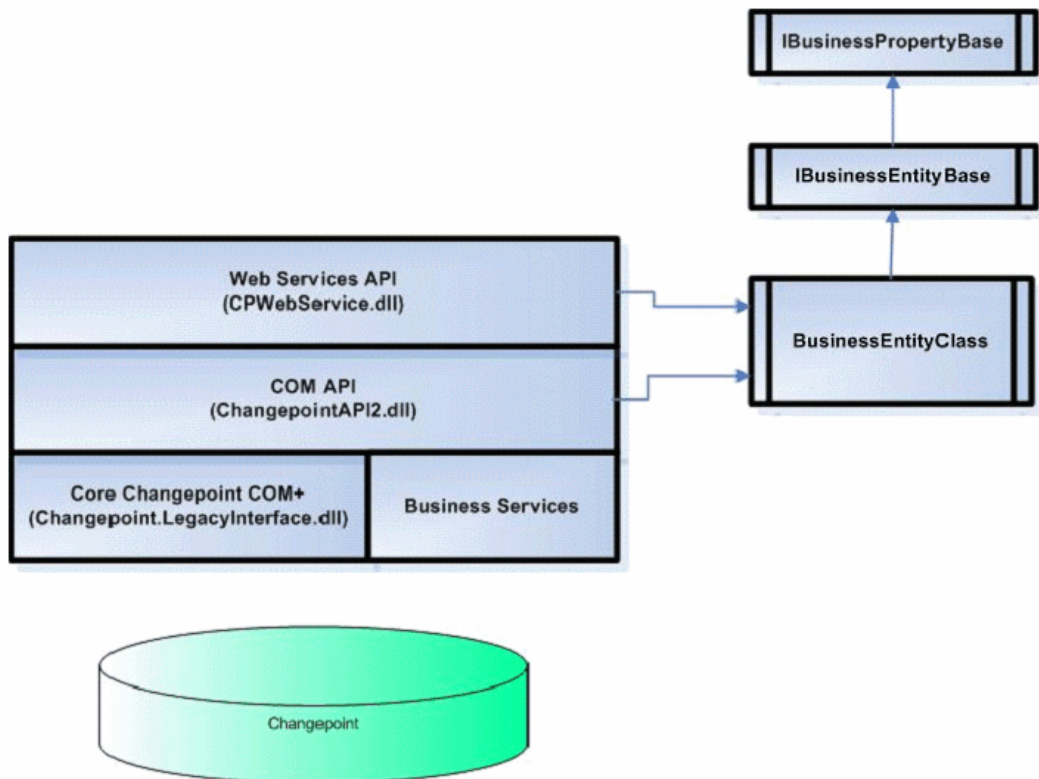 IBusinessPropertyBase
IBusinessEntityBase
Web Services API
(CPWebService.dll)
BusinessEntityClass
COM API
(ChangepointAPI2.dll)
Core Changepoint COM+
(Changepoint.LegacyInterface.dll)
Business Services
Changepoint